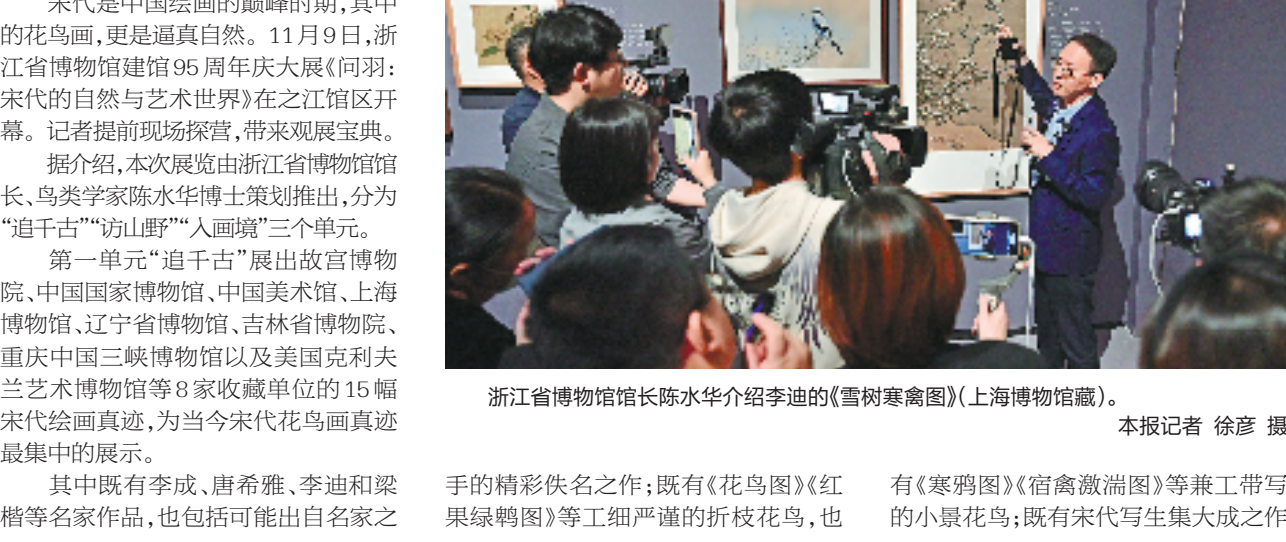 宋代是中国绘画的巅峰时期,其中
的花鸟画,更是逼真自然。11月9日,浙
江省博物馆建馆95周年庆大展《问羽:
宋代的自然与艺术世界》在之江馆区开
幕。记者提前现场探营,带来观展宝典。
据介绍,本次展览由浙江省博物馆馆
长、鸟类学家陈水华博士策划推出,分为
“追千古”“访山野”“入画境”三个单元。
第一单元“追千古”展出故宫博物
院、中国国家博物馆、中国美术馆、上海
博物馆、辽宁省博物馆、吉林省博物院、
重庆中国三峡博物馆以及美国克利夫
兰艺术博物馆等8家收藏单位的15幅
宋代绘画真迹,为当今宋代花鸟画真迹
最集中的展示。
其中既有李成、唐希雅、李迪和梁
楷等名家作品,也包括可能出自名家之
浙江省博物馆馆长陈水华介绍李迪的《雪树寒禽图》(上海博物馆藏)。
本报记者 徐彦 摄
手的精彩佚名之作;既有《花鸟图》《红
果绿鹎图》等工细严谨的折枝花鸟,也
有《寒鸦图》《宿禽激湍图》等兼工带写
的小景花鸟;既有宋代写生集大成之作